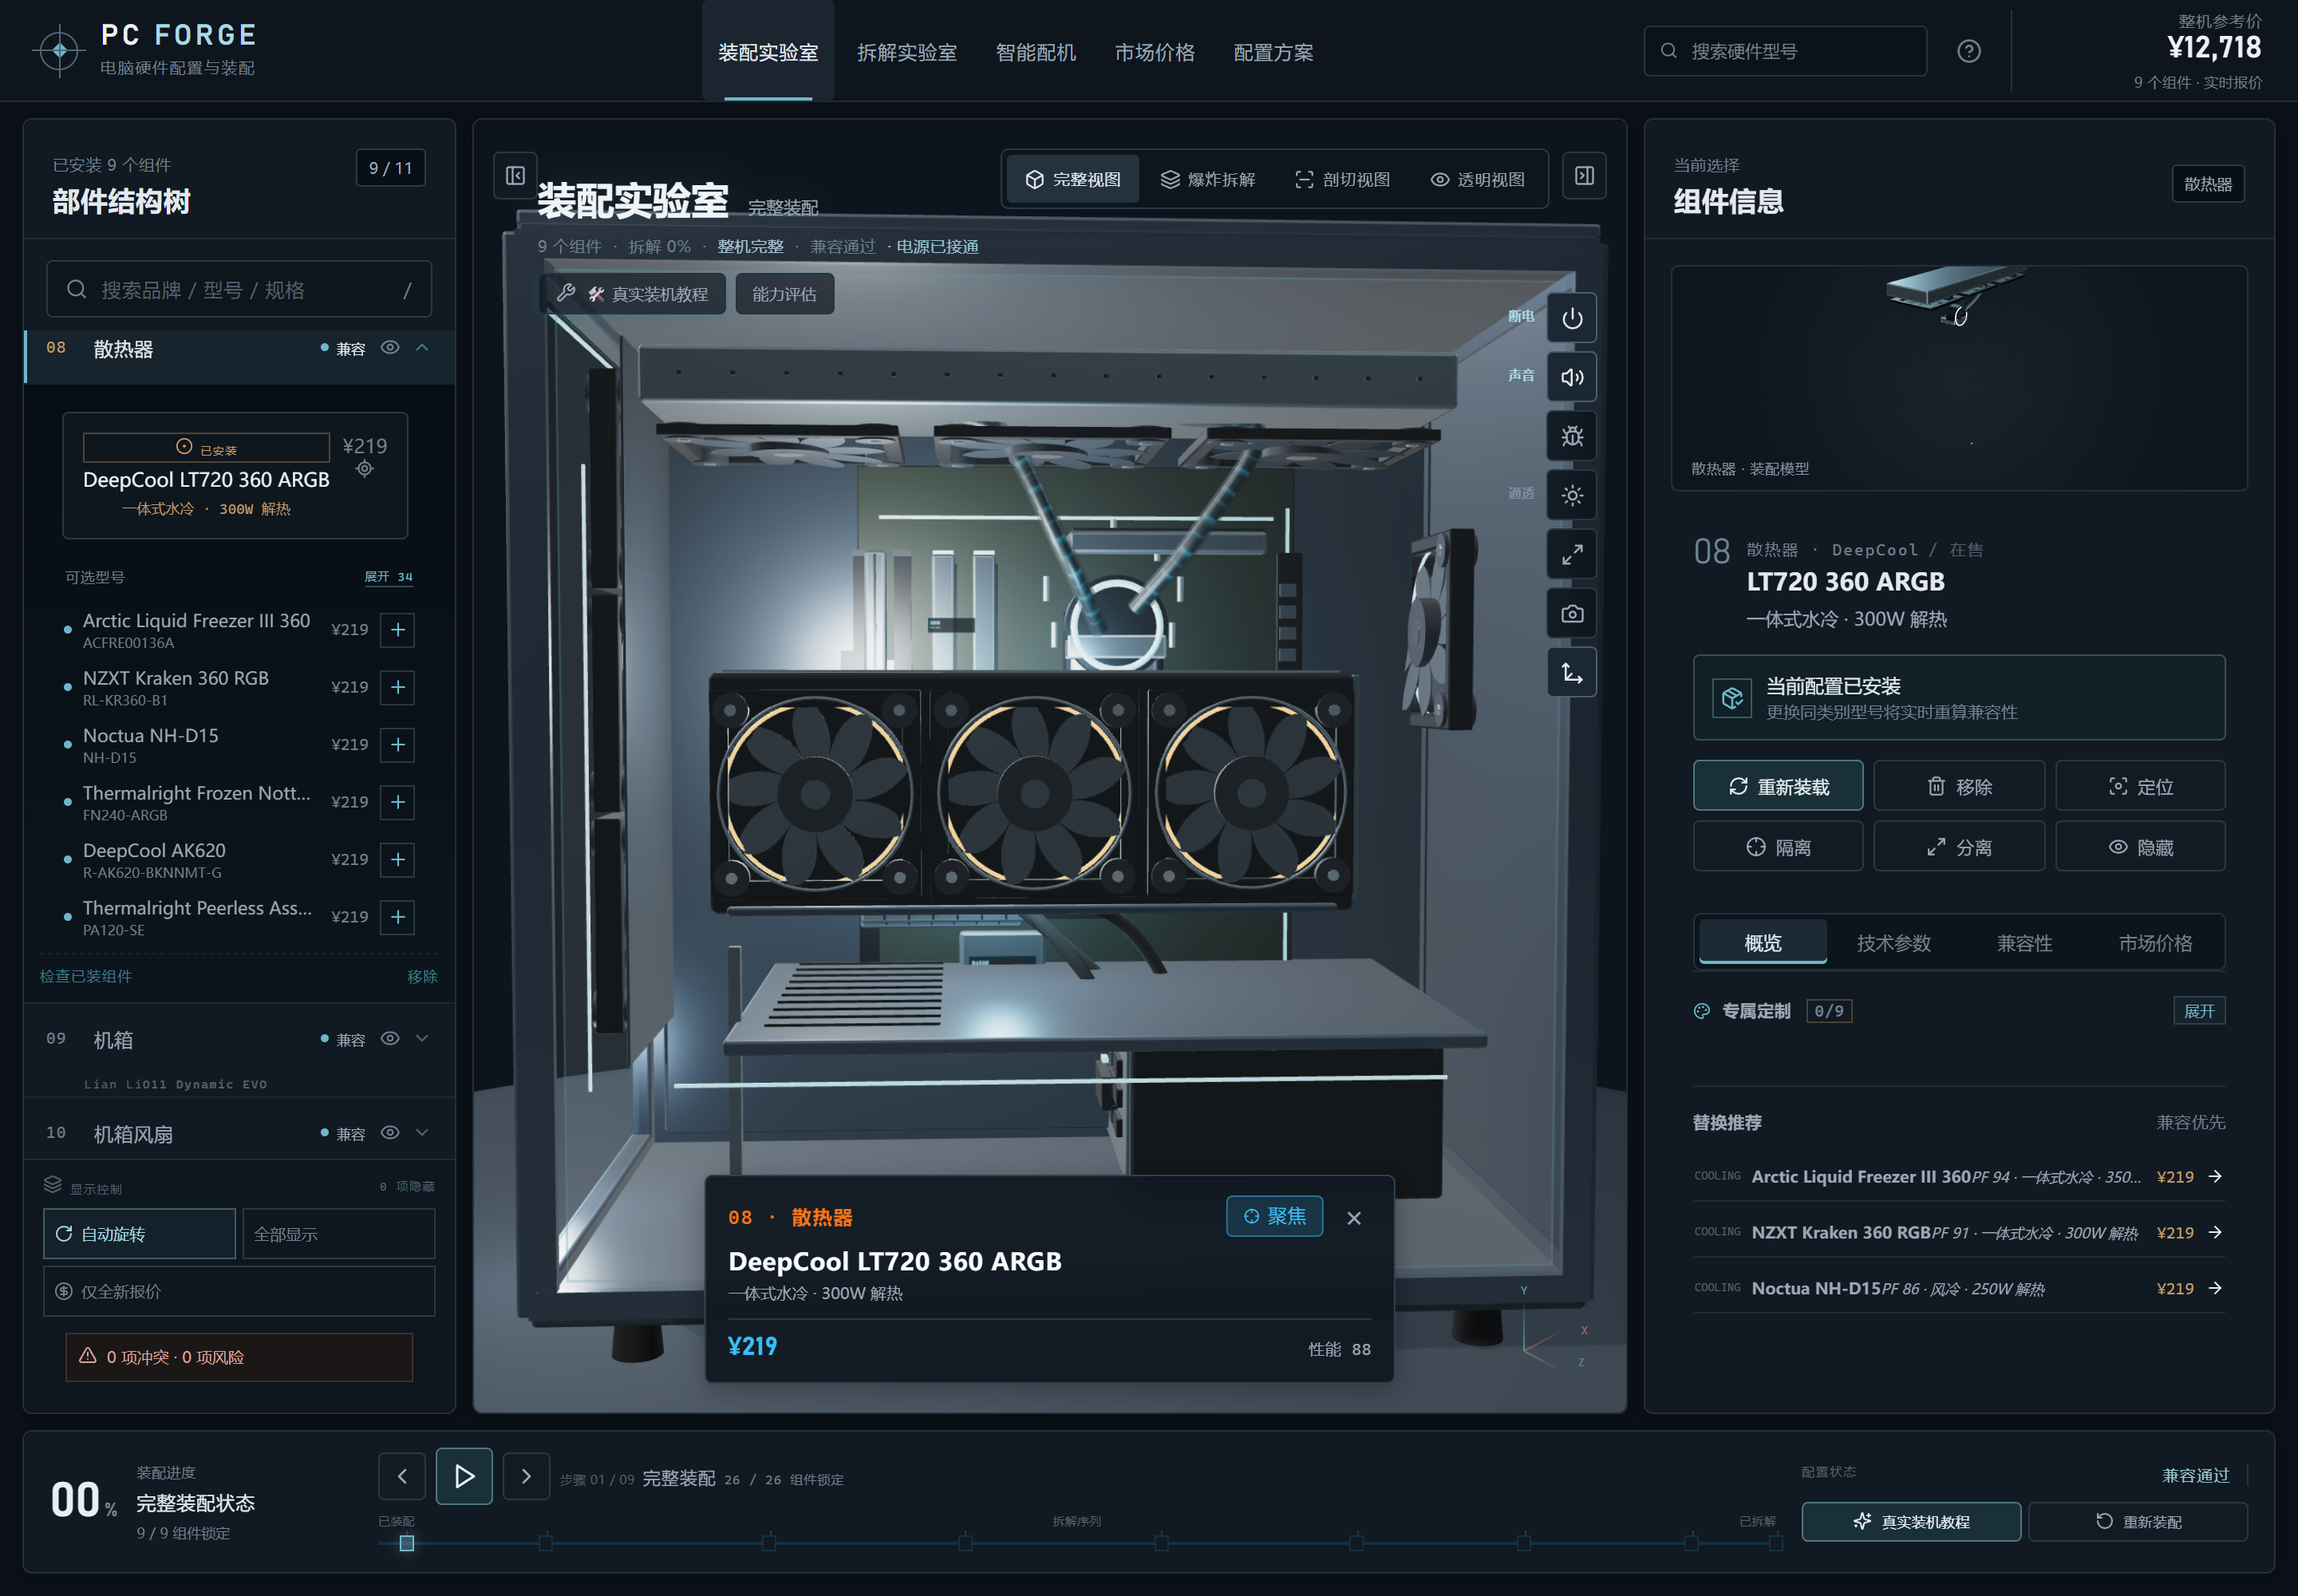 PC FORGE
电脑硬件配置与装配
装配实验室
拆解实验室
智能配机
市场价格
配置方案
搜索硬件型号
整机参考价
¥12,718
9 个组件 · 实时报价
已安装 9 个组件
部件结构树
9 / 11
搜索品牌 / 型号 / 规格
/
08 散热器
兼容
已安装
¥219
DeepCool LT720 360 ARGB
一体式水冷 · 300W 解热
可选型号
展开 34
Arctic Liquid Freezer III 360
ACFRE00136A
¥219
NZXT Kraken 360 RGB
RL-KR360-B1
¥219
Noctua NH-D15
NH-D15
¥219
Thermalright Frozen Nott...
FN240-ARGB
¥219
DeepCool AK620
R-AK620-BKNNMT-G
¥219
Thermalright Peerless Ass...
PA120-SE
¥219
检查已装组件
移除
09 机箱
兼容
Lian LiO11 Dynamic EVO
10 机箱风扇
兼容
显示控制
0 项隐藏
自动旋转
全部显示
仅全新报价
0 项冲突 · 0 项风险
装配实验室 完整装配
9 个组件 · 拆解 0% · 整机完整 · 兼容通过 · 电源已接通
真实装机教程
能力评估
完整视图
爆炸拆解
剖切视图
透明视图
断电
声音
通透
08 · 散热器
聚焦
DeepCool LT720 360 ARGB
一体式水冷 · 300W 解热
¥219
性能 88
Y
X
Z
当前选择
组件信息
散热器
散热器 · 装配模型
08
散热器 · DeepCool / 在售
LT720 360 ARGB
一体式水冷 · 300W 解热
当前配置已安装
更换同类别型号将实时重算兼容性
重新装载
移除
定位
隔离
分离
隐藏
概览
技术参数
兼容性
市场价格
专属定制 0/9
展开
替换推荐
兼容优先
COOLING Arctic Liquid Freezer III 360PF 94 · 一体式水冷 · 350... ¥219
COOLING NZXT Kraken 360 RGBPF 91 · 一体式水冷 · 300W 解热 ¥219
COOLING Noctua NH-D15PF 86 · 风冷 · 250W 解热 ¥219
00%
装配进度
完整装配状态
9 / 9 组件锁定
步骤 01 / 09 完整装配 26 / 26 组件锁定
已装配
拆解序列
已拆解
配置状态
兼容通过
真实装机教程
重新装配